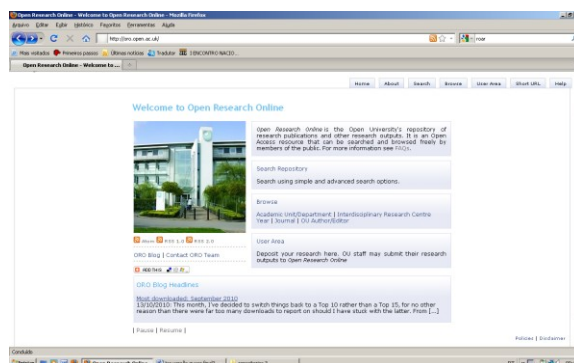 Open Research Online - Welcome to Open Research Online - Mozilla Firefox
Arquivo Editar Exibir Histórico Favoritos Ferramentas Ajuda
http://oro.open.ac.uk/
roar
Mais visitados Primeiros passos Últimas notícias Tradutor
Open Research Online - Welcome to ...
Home About Search Browse User Area Short URL Help
Welcome to Open Research Online
Open Research Online is the Open University's repository of
research publications and other research outputs. It is an Open
Access resource that can be searched and browsed freely by
members of the public. For more information see FAQs.
Search Repository
Search using simple and advanced search options.
Browse
Academic Unit/Department | Interdisciplinary Research Centre
Year | Journal | OU Author/Editor
User Area
Deposit your research here. OU staff may submit their research
outputs to Open Research Online
Atom RSS 1.0 RSS 2.0
ORO Blog | Contact ORO Team
ADD THIS
ORO Blog Headlines
Most downloaded: September 2010
13/10/2010: This month, I've decided to switch things back to a Top 10 rather than a Top 15, for no other
reason than there were far too many downloads to report on should I have stuck with the latter. From [...]
| Pause | Resume |
Policies | Disclaimer
Concluído
Open Research Online